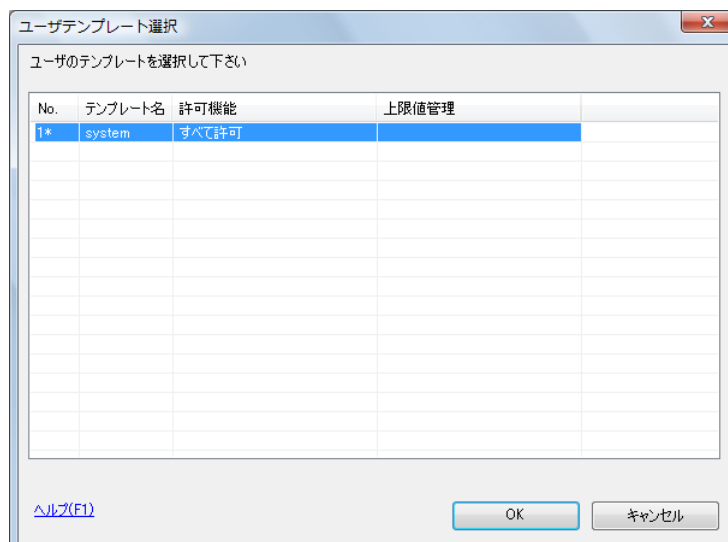 ユーザテンプレート選択
ユーザのテンプレートを選択して下さい
No. テンプレート名 許可機能 上限値管理
1* system すべて許可
ヘルプ(F1) OK キャンセル